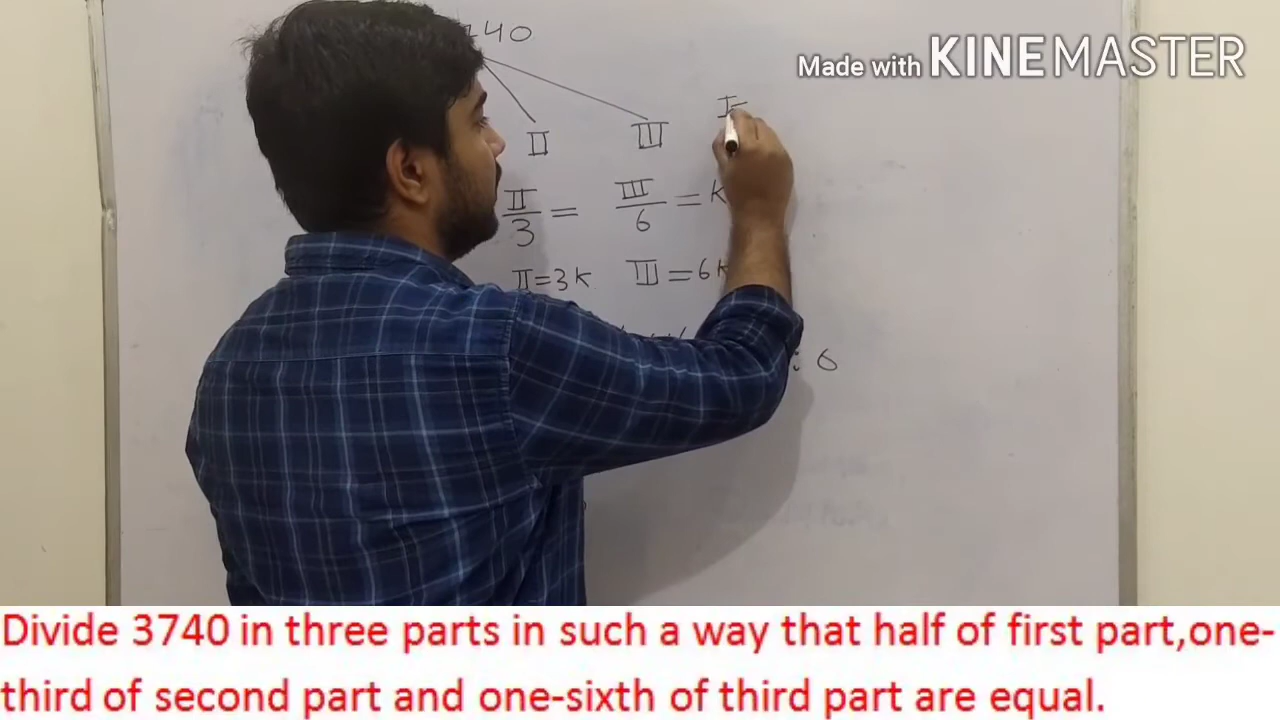 740
Made with KINEMASTER
I=
II III
II/3 = III/6 = K
II=3K III=6K
: 6
Divide 3740 in three parts in such a way that half of first part,one-
third of second part and one-sixth of third part are equal.